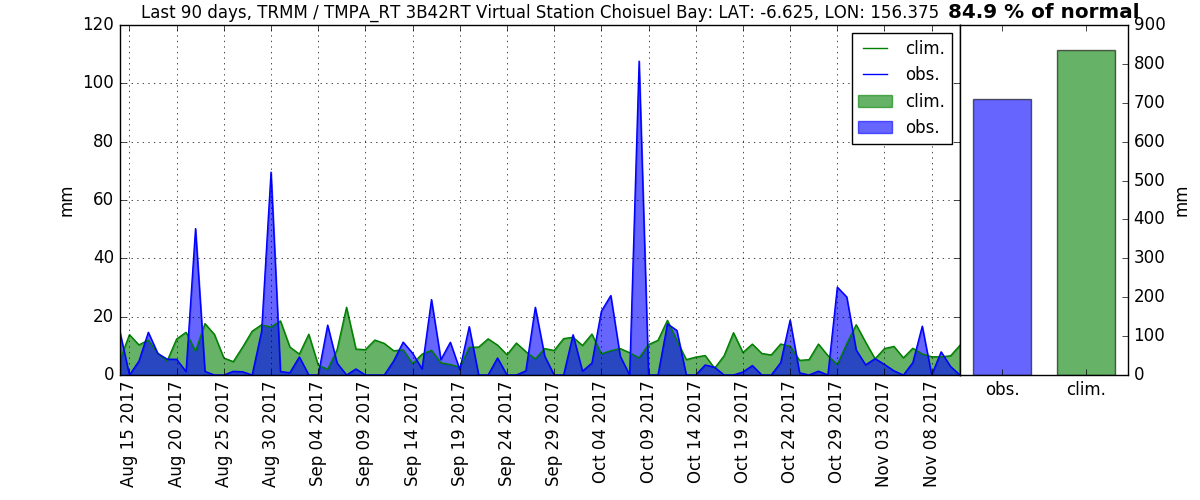 Last 90 days, TRMM / TMPA_RT 3B42RT Virtual Station Choisuel Bay: LAT: -6.625, LON: 156.375
84.9 % of normal
mm
120
100
80
60
40
20
0
clim.
obs.
clim.
obs.
Aug 15 2017
Aug 20 2017
Aug 25 2017
Aug 30 2017
Sep 04 2017
Sep 09 2017
Sep 14 2017
Sep 19 2017
Sep 24 2017
Sep 29 2017
Oct 04 2017
Oct 09 2017
Oct 14 2017
Oct 19 2017
Oct 24 2017
Oct 29 2017
Nov 03 2017
Nov 08 2017
900
800
700
600
500
400
300
200
100
0
mm
obs.
clim.